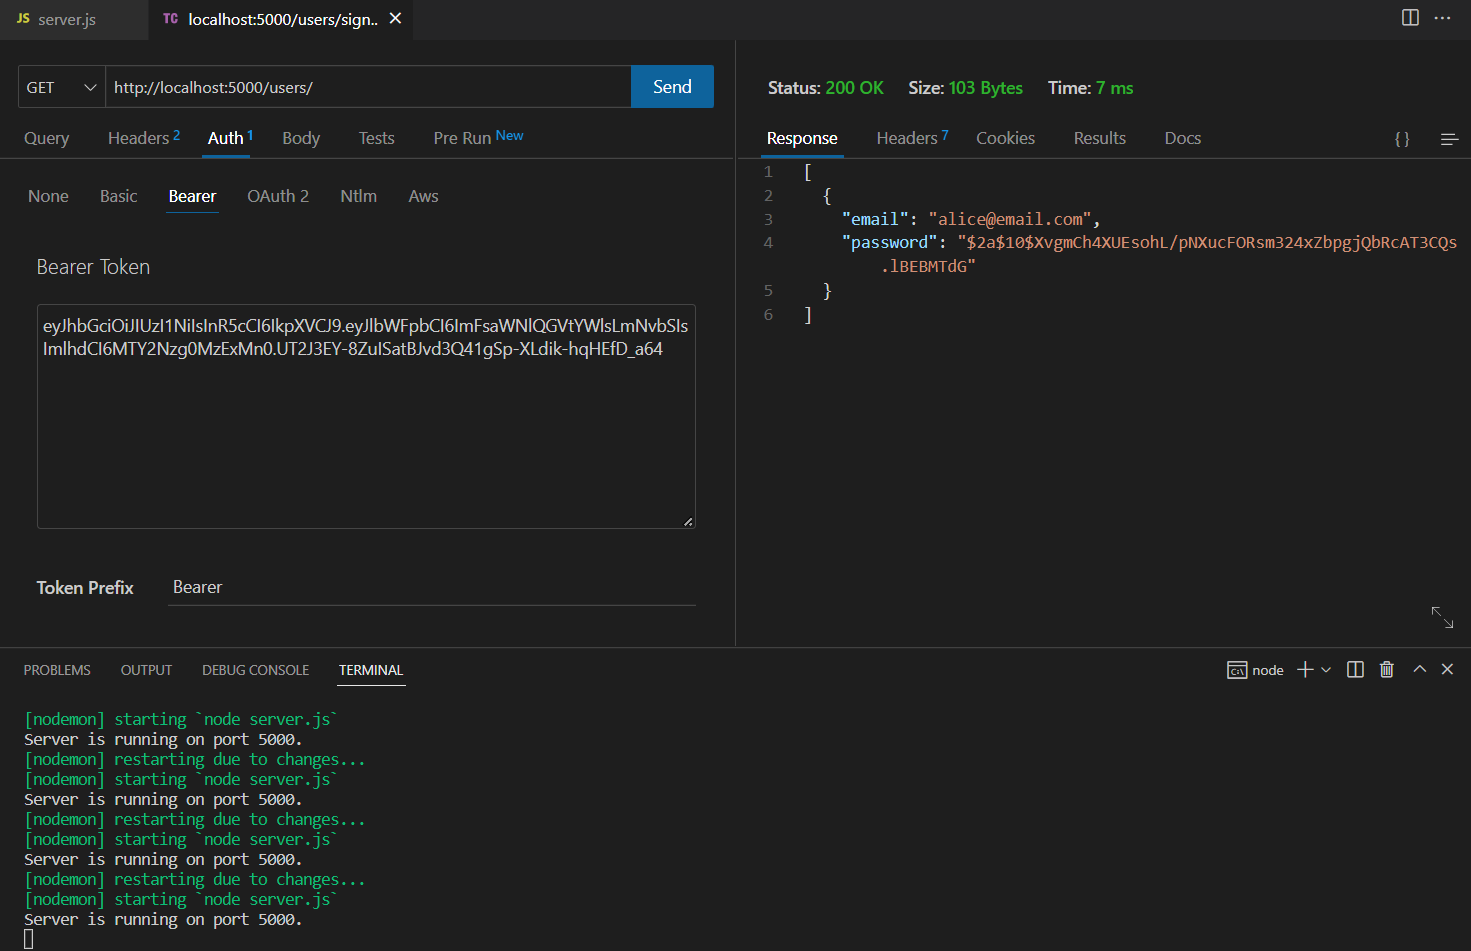 JS server.js
TC localhost:5000/users/sign..
GET http://localhost:5000/users/ Send
Query Headers 2 Auth 1 Body Tests Pre Run New
None Basic Bearer OAuth 2 Ntlm Aws
Bearer Token
eyJhbGciOiJIUzI1NiIsInR5cCI6IkpXVCJ9.eyJlbWFpbCI6ImFsaWNlQGVtYWlsLmNvbSIs
ImlhdCI6MTY2Nzg0MzExMn0.UT2J3EY-8ZuISatBJvd3Q41gSp-XLdik-hqHEfD_a64
Token Prefix Bearer
Status: 200 OK Size: 103 Bytes Time: 7 ms
Response Headers 7 Cookies Results Docs {}
1 [
2 {
3 "email": "alice@email.com",
4 "password": "$2a$10$XvgmCh4XUEsohL/pNXucFORsm324xZbpgjQbRcAT3CQs
.lBEBMTdG"
5 }
6 ]
PROBLEMS OUTPUT DEBUG CONSOLE TERMINAL
node
[nodemon] starting `node server.js`
Server is running on port 5000.
[nodemon] restarting due to changes...
[nodemon] starting `node server.js`
Server is running on port 5000.
[nodemon] restarting due to changes...
[nodemon] starting `node server.js`
Server is running on port 5000.
[nodemon] restarting due to changes...
[nodemon] starting `node server.js`
Server is running on port 5000.